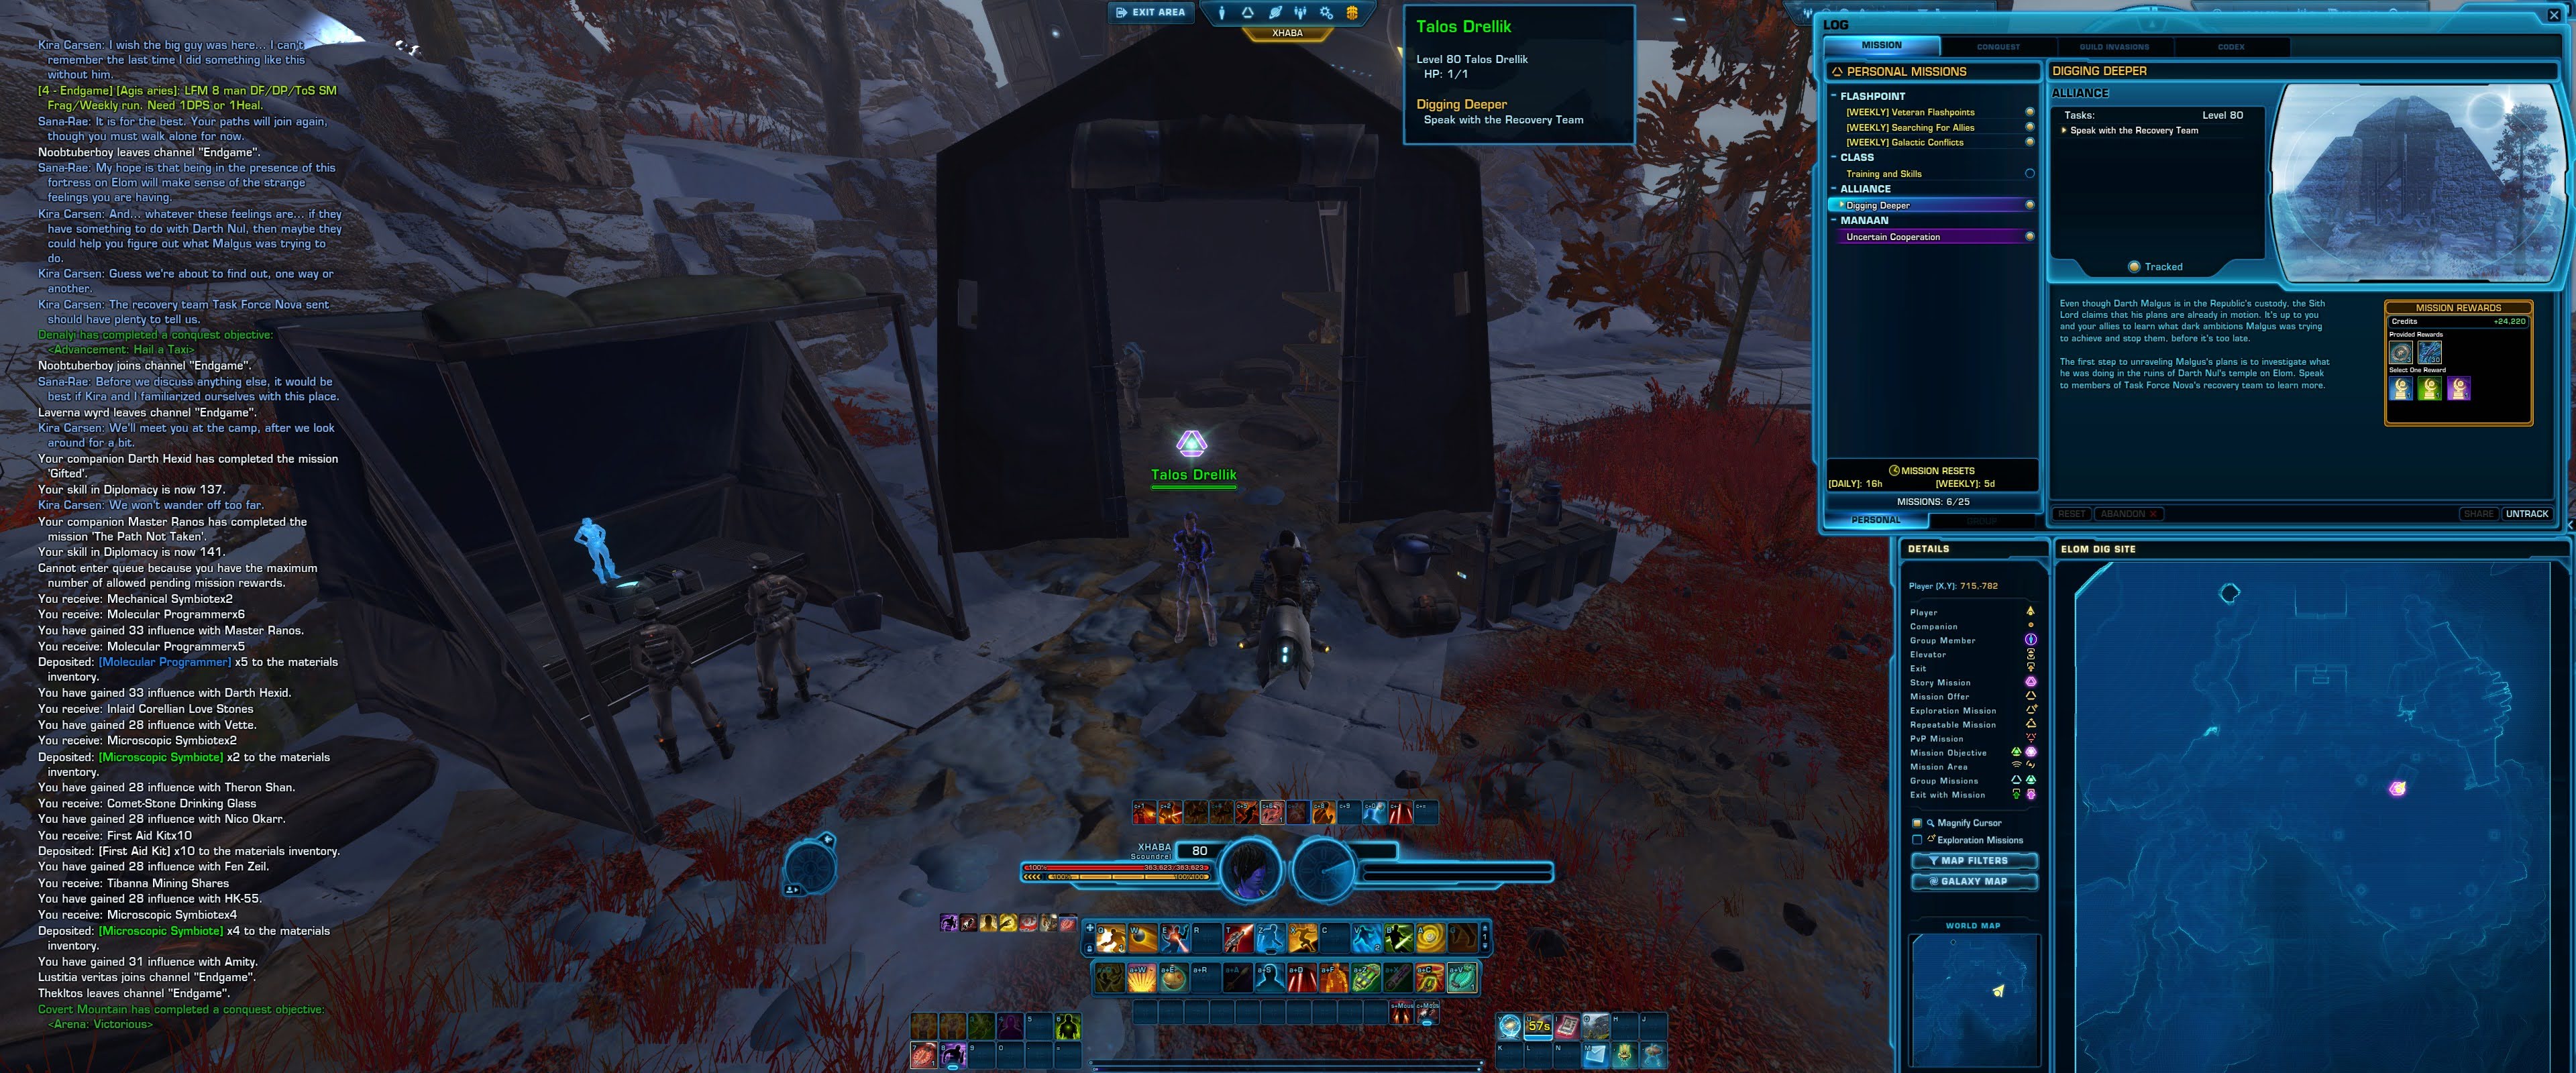 Kira Carsen: I wish the big guy was here... I can't
remember the last time I did something like this
without him.
[4 - Endgame] [Agis aries]: LFM 8 man DF/DP/ToS SM
Frag/Weekly run. Need 1DPS or 1Heal.
Sana-Rae: It is for the best. Your paths will join again,
though you must walk alone for now.
Noobtuberboy leaves channel "Endgame".
Sana-Rae: My hope is that being in the presence of this
fortress on Elom will make sense of the strange
feelings you are having.
Kira Carsen: And... whatever these feelings are... if they
have something to do with Darth Nul, then maybe they
could help you figure out what Malgus was trying to
do.
Kira Carsen: Guess we're about to find out, one way or
another.
Kira Carsen: The recovery team Task Force Nova sent
should have plenty to tell us.
Denalyi has completed a conquest objective:
<Advancement: Hail a Taxi>
Noobtuberboy joins channel "Endgame".
Sana-Rae: Before we discuss anything else, it would be
best if Kira and I familiarized ourselves with this place.
Laverna wyrd leaves channel "Endgame".
Kira Carsen: We'll meet you at the camp, after we look
around for a bit.
Your companion Darth Hexid has completed the mission
'Gifted'.
Your skill in Diplomacy is now 137.
Kira Carsen: We won't wander off too far.
Your companion Master Ranos has completed the
mission 'The Path Not Taken'.
Your skill in Diplomacy is now 141.
Cannot enter queue because you have the maximum
number of allowed pending mission rewards.
You receive: Mechanical Symbiotex2
You receive: Molecular Programmerx6
You have gained 33 influence with Master Ranos.
You receive: Molecular Programmerx5
Deposited: [Molecular Programmer] x5 to the materials
inventory.
You have gained 33 influence with Darth Hexid.
You receive: Inlaid Corellian Love Stones
You have gained 28 influence with Vette.
You receive: Microscopic Symbiotex2
Deposited: [Microscopic Symbiote] x2 to the materials
inventory.
You have gained 28 influence with Theron Shan.
You receive: Comet-Stone Drinking Glass
You have gained 28 influence with Nico Okarr.
You receive: First Aid Kitx10
Deposited: [First Aid Kit] x10 to the materials inventory.
You have gained 28 influence with Fen Zeil.
You receive: Tibanna Mining Shares
You have gained 28 influence with HK-55.
You receive: Microscopic Symbiotex4
Deposited: [Microscopic Symbiote] x4 to the materials
inventory.
You have gained 31 influence with Amity.
Lustitia veritas joins channel "Endgame".
Thekltos leaves channel "Endgame".
Covert Mountain has completed a conquest objective:
<Arena: Victorious>
EXIT AREA
XHABA
Talos Drellik
Level 80 Talos Drellik
HP: 1/1
Digging Deeper
Speak with the Recovery Team
Talos Drellik
XHABA
Scoundrel
80
100%
383,623/383,623
100%
100/100
57s
LOG
MISSION
CONQUEST
GUILD INVASIONS
CODEX
PERSONAL MISSIONS
FLASHPOINT
[WEEKLY] Veteran Flashpoints
[WEEKLY] Searching For Allies
[WEEKLY] Galactic Conflicts
CLASS
Training and Skills
ALLIANCE
Digging Deeper
MANAAN
Uncertain Cooperation
MISSION RESETS
[DAILY]: 16h [WEEKLY]: 5d
MISSIONS: 6/25
PERSONAL
GROUP
DIGGING DEEPER
ALLIANCE
Tasks: Level 80
Speak with the Recovery Team
Tracked
Even though Darth Malgus is in the Republic's custody, the Sith
Lord claims that his plans are already in motion. It's up to you
and your allies to learn what dark ambitions Malgus was trying
to achieve and stop them, before it's too late.
The first step to unraveling Malgus's plans is to investigate what
he was doing in the ruins of Darth Nul's temple on Elom. Speak
to members of Task Force Nova's recovery team to learn more.
MISSION REWARDS
Credits +24,220
Provided Rewards
Select One Reward
RESET
ABANDON
SHARE
UNTRACK
DETAILS
Player [X,Y]: 715,-782
Player
Companion
Group Member
Elevator
Exit
Story Mission
Mission Offer
Exploration Mission
Repeatable Mission
PvP Mission
Mission Objective
Mission Area
Group Missions
Exit with Mission
Magnify Cursor
Exploration Missions
MAP FILTERS
GALAXY MAP
WORLD MAP
ELOM DIG SITE